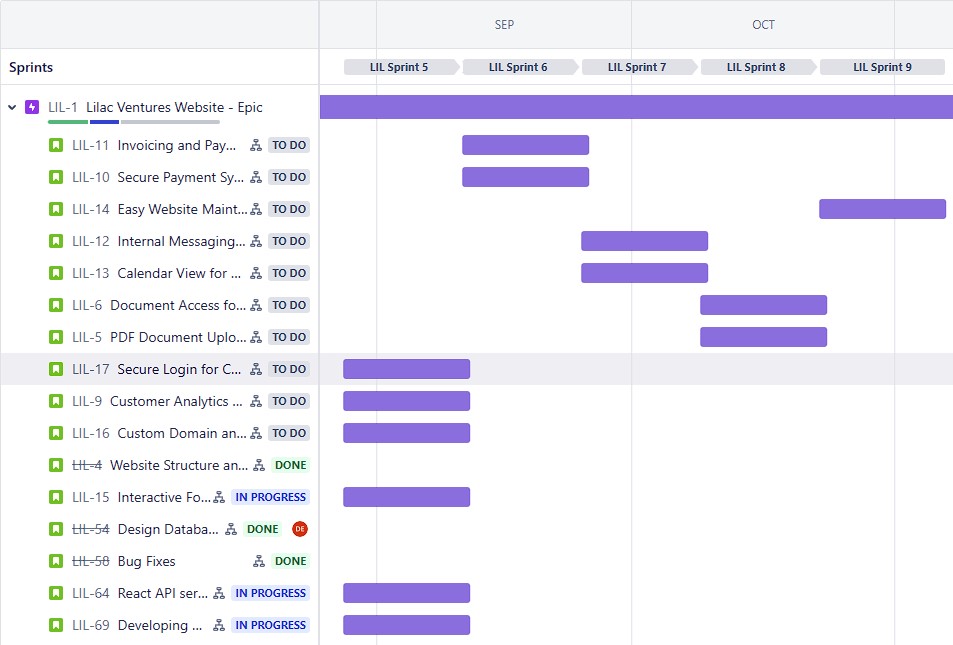 SEP OCT
Sprints LIL Sprint 5 LIL Sprint 6 LIL Sprint 7 LIL Sprint 8 LIL Sprint 9
LIL-1 Lilac Ventures Website - Epic
LIL-11 Invoicing and Pay... TO DO
LIL-10 Secure Payment Sy... TO DO
LIL-14 Easy Website Maint... TO DO
LIL-12 Internal Messaging... TO DO
LIL-13 Calendar View for ... TO DO
LIL-6 Document Access fo... TO DO
LIL-5 PDF Document Uplo... TO DO
LIL-17 Secure Login for C... TO DO
LIL-9 Customer Analytics ... TO DO
LIL-16 Custom Domain an... TO DO
LIL-4 Website Structure an... DONE
LIL-15 Interactive Fo... IN PROGRESS
LIL-54 Design Databa... DONE DE
LIL-58 Bug Fixes DONE
LIL-64 React API ser... IN PROGRESS
LIL-69 Developing ... IN PROGRESS